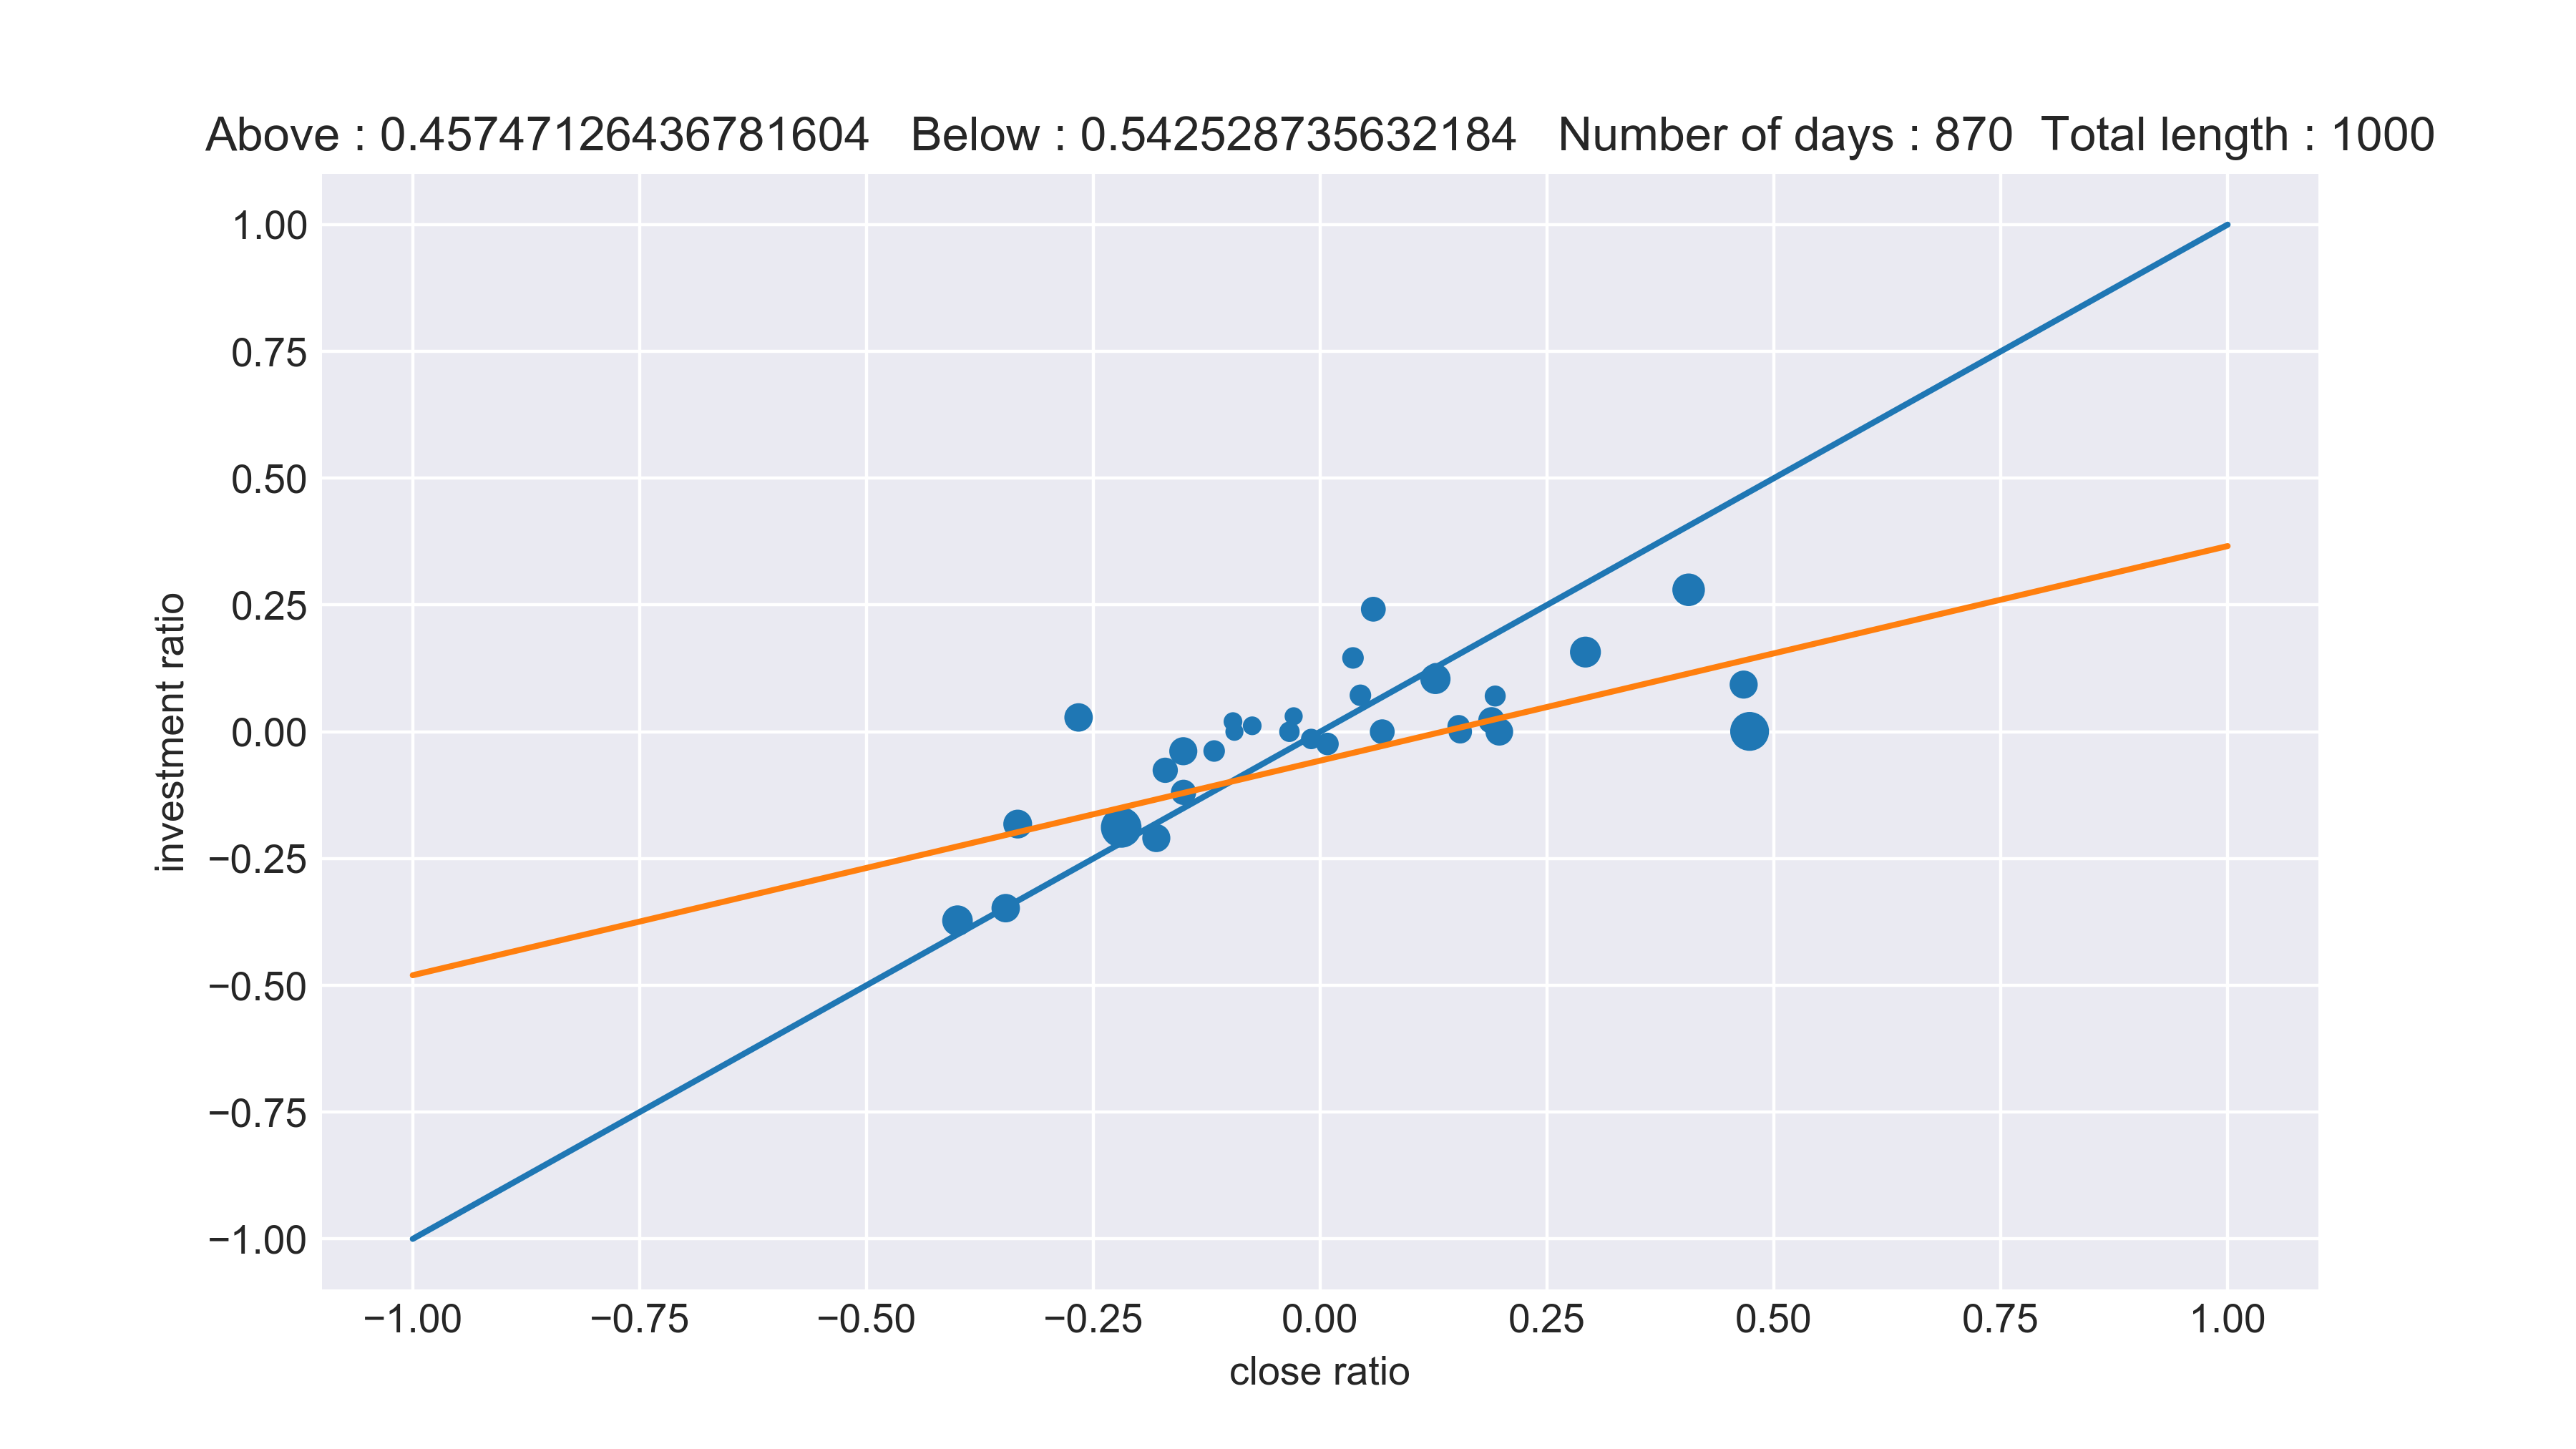 Above : 0.45747126436781604 Below : 0.542528735632184 Number of days : 870 Total length : 1000
1.00
0.75
0.50
0.25
0.00
−0.25
−0.50
−0.75
−1.00
investment ratio
−1.00 −0.75 −0.50 −0.25 0.00 0.25 0.50 0.75 1.00
close ratio